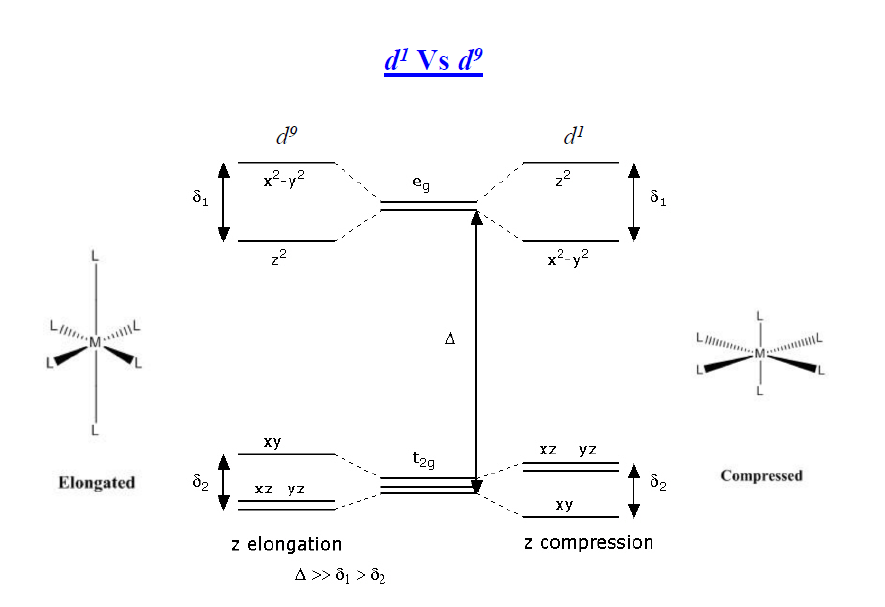 d¹ Vs d⁹
d⁹
d¹
x²-y²
e_g
z²
δ₁
δ₁
z²
x²-y²
L
L
L
M
L
L
L
Δ
L
L
L
M
L
L
L
xy
t₂g
xz yz
δ₂
xz yz
δ₂
xy
Elongated
Compressed
z elongation
z compression
Δ >> δ₁ > δ₂